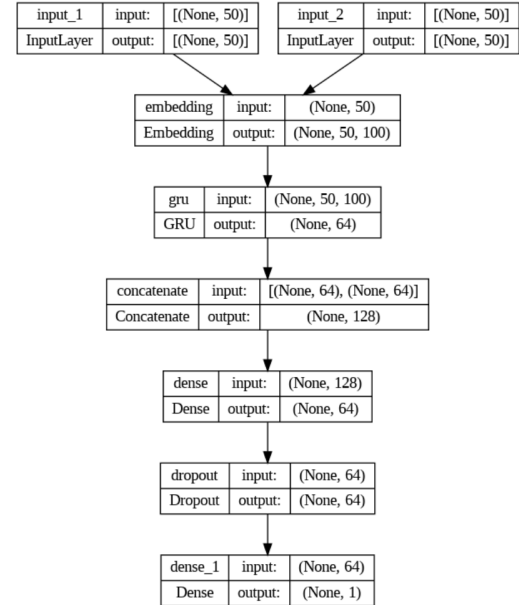 input_1 input: [(None, 50)] input_2 input: [(None, 50)]
InputLayer output: [(None, 50)] InputLayer output: [(None, 50)]
embedding input: (None, 50)
Embedding output: (None, 50, 100)
gru input: (None, 50, 100)
GRU output: (None, 64)
concatenate input: [(None, 64), (None, 64)]
Concatenate output: (None, 128)
dense input: (None, 128)
Dense output: (None, 64)
dropout input: (None, 64)
Dropout output: (None, 64)
dense_1 input: (None, 64)
Dense output: (None, 1)